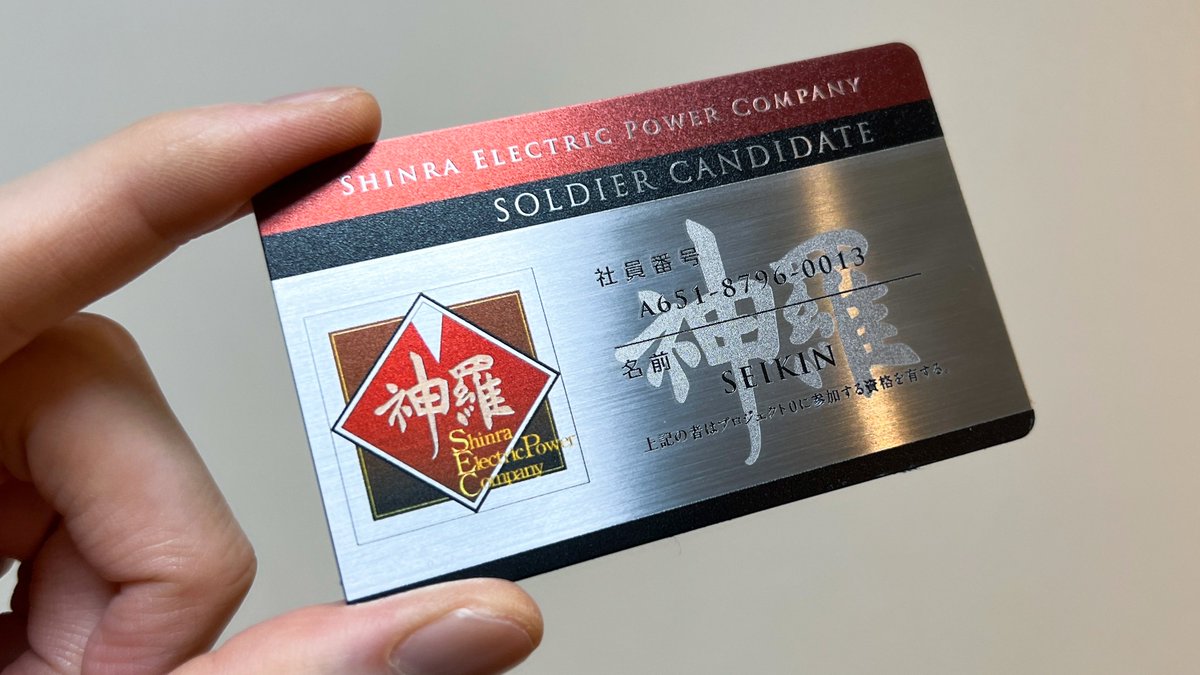 SHINRA ELECTRIC POWER COMPANY
SOLDIER CANDIDATE
社員番号
A651-8796-0013
名前
SEIKIN
上記の者はプロジェクト0に参加する資格を有する。
神羅
神羅
Shinra
Electric Power
Company